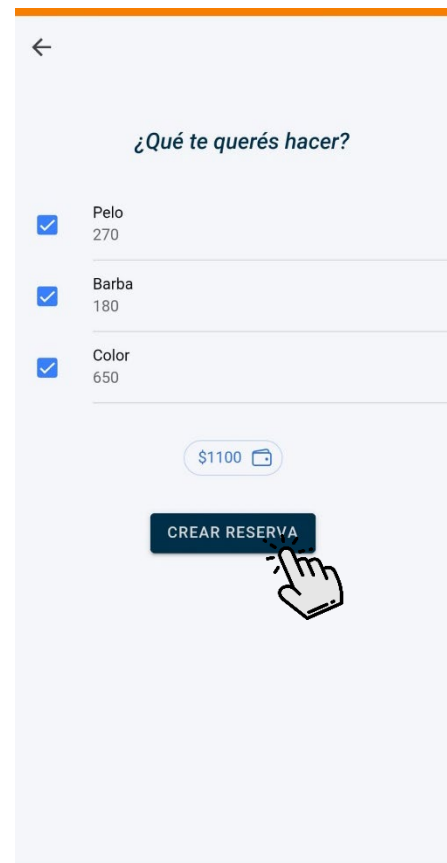 ¿Qué te querés hacer?
Pelo
270
Barba
180
Color
650
$1100
CREAR RESERVA